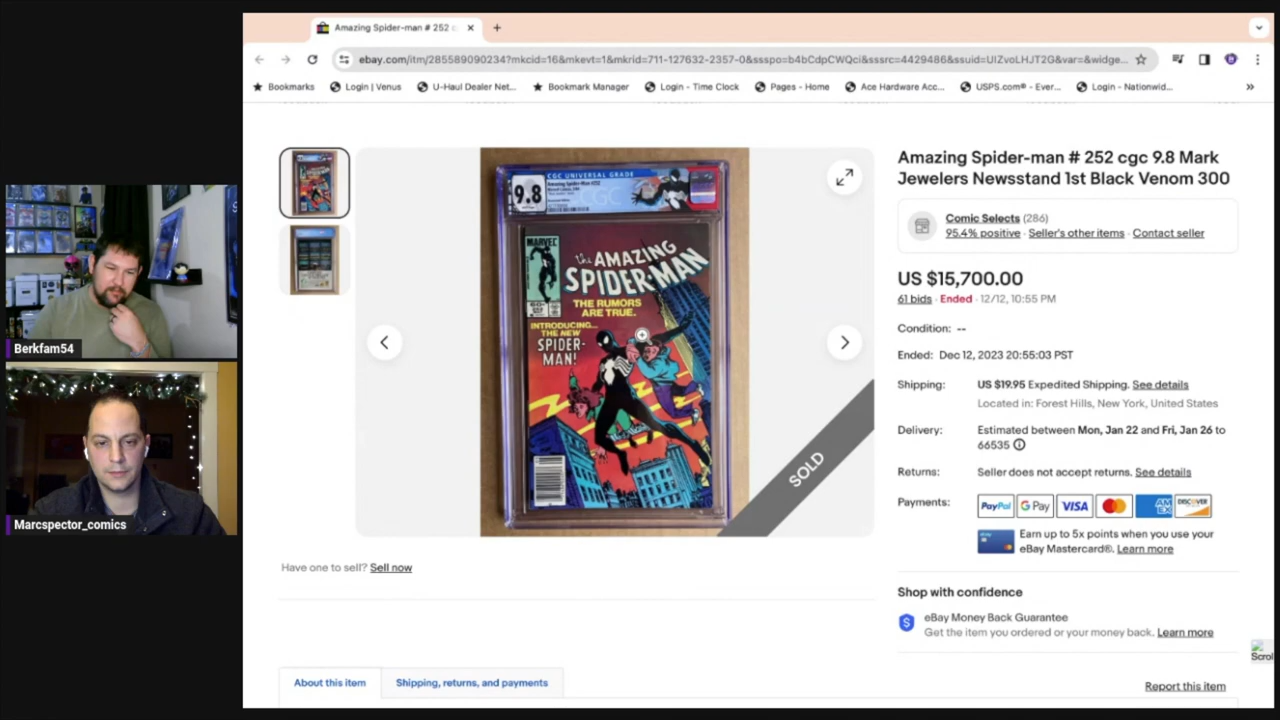 Amazing Spider-man # 252 c
ebay.com/itm/285589090234?mkcid=16&mkevt=1&mkrid=711-127632-2357-0&ssspo=b4bCdpCWQci&sssrc=4429486&ssuid=UIZvoLHJT2G&var=&widge...
Bookmarks
Login | Venus
U-Haul Dealer Net...
Bookmark Manager
Login - Time Clock
Pages - Home
Ace Hardware Acc...
USPS.com® - Ever...
Login - Nationwid...
Amazing Spider-man # 252 cgc 9.8 Mark
Jewelers Newsstand 1st Black Venom 300
Comic Selects (286)
95.4% positive · Seller's other items · Contact seller
US $15,700.00
61 bids · Ended · 12/12, 10:55 PM
Condition: --
Ended: Dec 12, 2023 20:55:03 PST
Shipping: US $19.95 Expedited Shipping. See details
Located in: Forest Hills, New York, United States
Delivery: Estimated between Mon, Jan 22 and Fri, Jan 26 to
66535
Returns: Seller does not accept returns. See details
Payments: PayPal G Pay VISA AM EX DISCOVER
Earn up to 5x points when you use your
eBay Mastercard®. Learn more
Shop with confidence
eBay Money Back Guarantee
Get the item you ordered or your money back. Learn more
CGC UNIVERSAL GRADE
9.8
Amazing Spider-Man #252
MARVEL
the AMAZING
SPIDER-MAN
THE RUMORS
ARE TRUE.
INTRODUCING...
THE NEW
SPIDER-
MAN!
SOLD
Have one to sell? Sell now
About this item
Shipping, returns, and payments
Report this item
Scrol
Berkfam54
Marcspector_comics